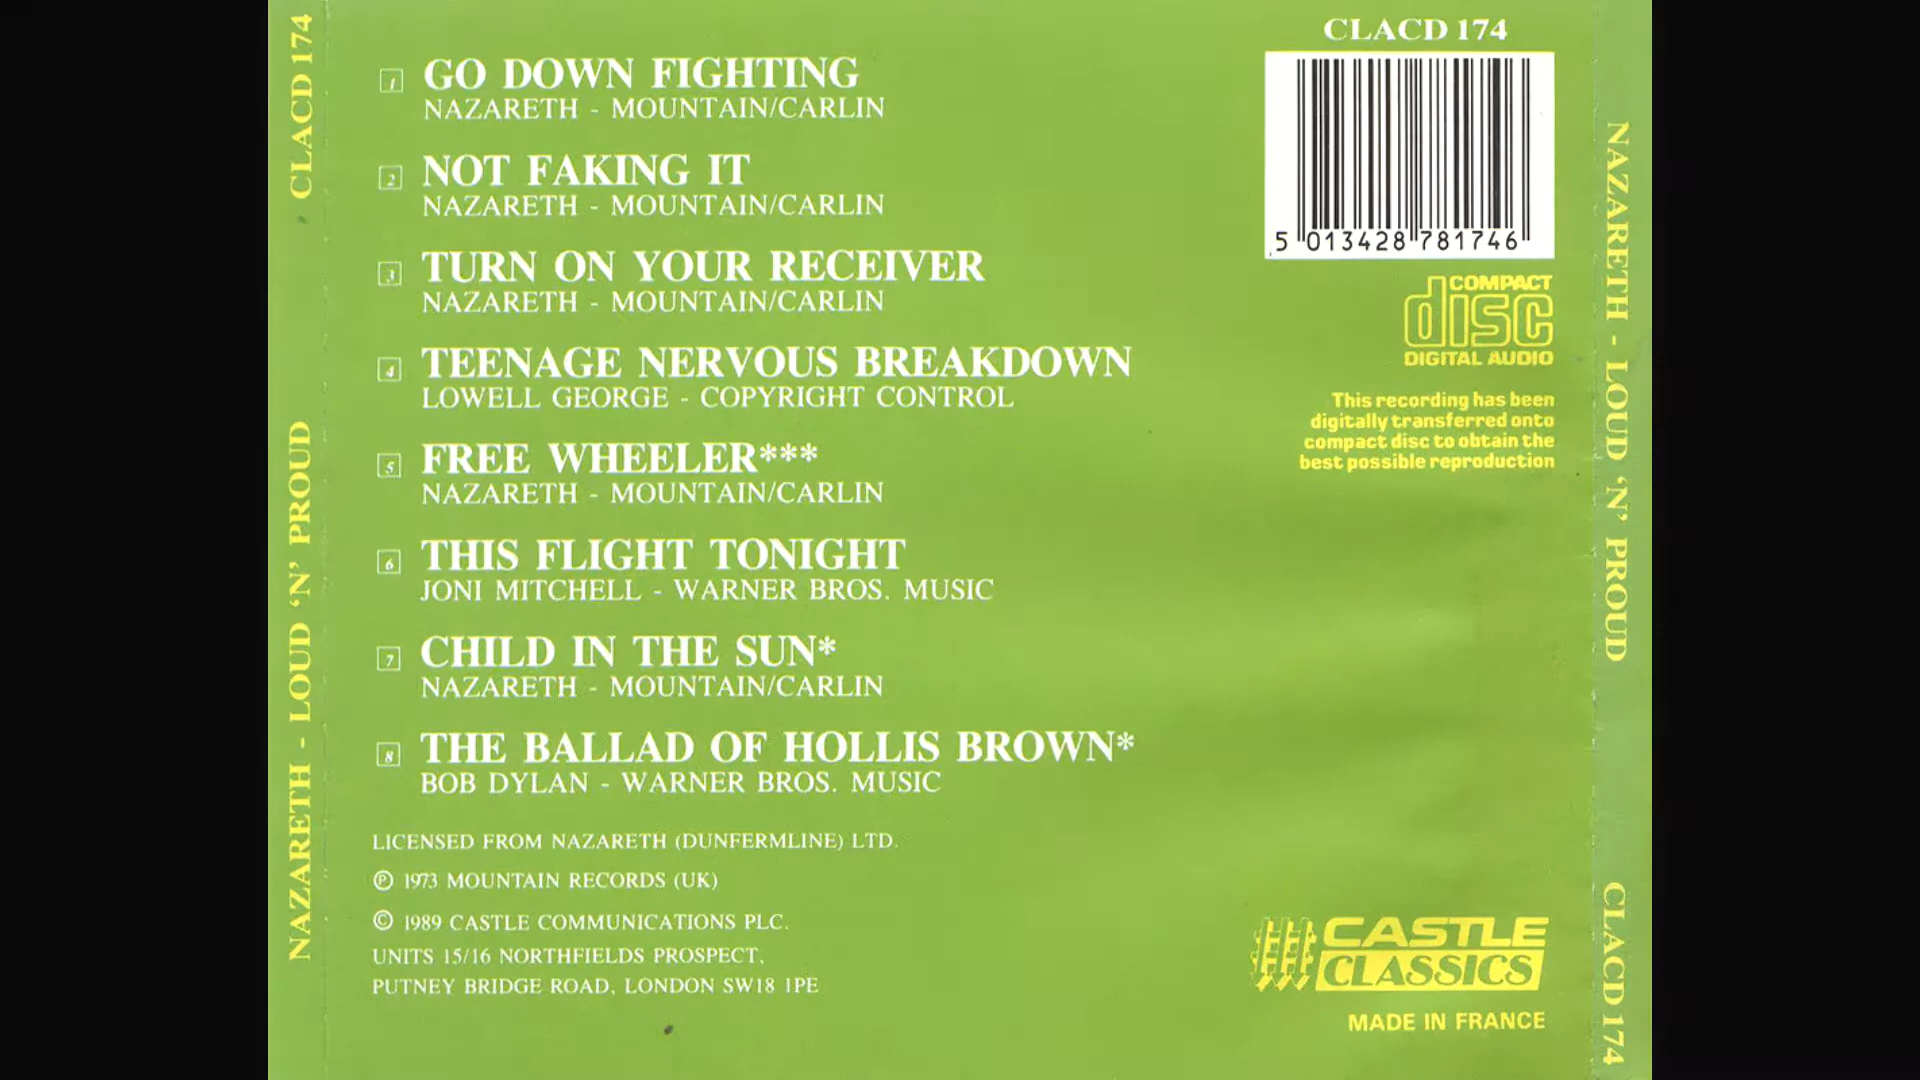 CLACD 174
NAZARETH - LOUD 'N' PROUD
1 GO DOWN FIGHTING
NAZARETH - MOUNTAIN/CARLIN
2 NOT FAKING IT
NAZARETH - MOUNTAIN/CARLIN
3 TURN ON YOUR RECEIVER
NAZARETH - MOUNTAIN/CARLIN
4 TEENAGE NERVOUS BREAKDOWN
LOWELL GEORGE - COPYRIGHT CONTROL
5 FREE WHEELER***
NAZARETH - MOUNTAIN/CARLIN
6 THIS FLIGHT TONIGHT
JONI MITCHELL - WARNER BROS. MUSIC
7 CHILD IN THE SUN*
NAZARETH - MOUNTAIN/CARLIN
8 THE BALLAD OF HOLLIS BROWN*
BOB DYLAN - WARNER BROS. MUSIC
LICENSED FROM NAZARETH (DUNFERMLINE) LTD.
℗ 1973 MOUNTAIN RECORDS (UK)
© 1989 CASTLE COMMUNICATIONS PLC.
UNITS 15/16 NORTHFIELDS PROSPECT,
PUTNEY BRIDGE ROAD, LONDON SW18 1PE
CLACD 174
5 013428 781746
COMPACT
disc
DIGITAL AUDIO
This recording has been
digitally transferred onto
compact disc to obtain the
best possible reproduction
CASTLE
CLASSICS
MADE IN FRANCE
NAZARETH - LOUD 'N' PROUD
CLACD 174